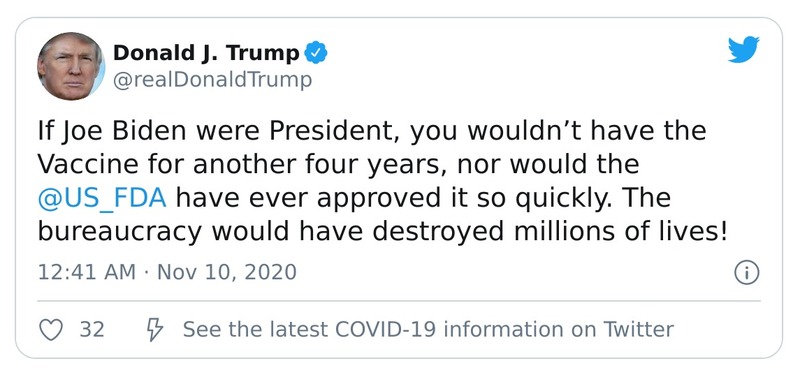 Donald J. Trump
@realDonaldTrump
If Joe Biden were President, you wouldn’t have the
Vaccine for another four years, nor would the
@US_FDA have ever approved it so quickly. The
bureaucracy would have destroyed millions of lives!
12:41 AM · Nov 10, 2020
32 See the latest COVID-19 information on Twitter